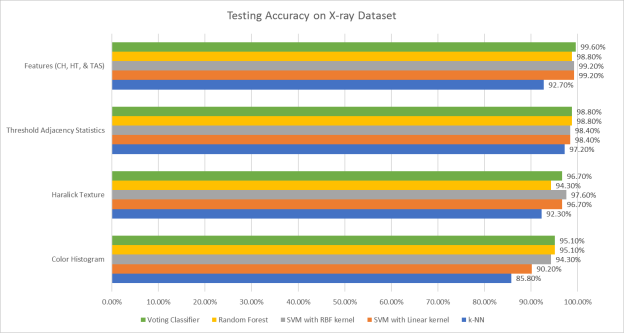 Testing Accuracy on X-ray Dataset
Features (CH, HT, & TAS)
99.60%
98.80%
99.20%
99.20%
92.70%
Threshold Adjacency Statistics
98.80%
98.80%
98.40%
98.40%
97.20%
Haralick Texture
96.70%
94.30%
97.60%
96.70%
92.30%
Color Histogram
95.10%
95.10%
94.30%
90.20%
85.80%
0.00% 10.00% 20.00% 30.00% 40.00% 50.00% 60.00% 70.00% 80.00% 90.00% 100.00%
Voting Classifier Random Forest SVM with RBF kernel SVM with Linear kernel k-NN